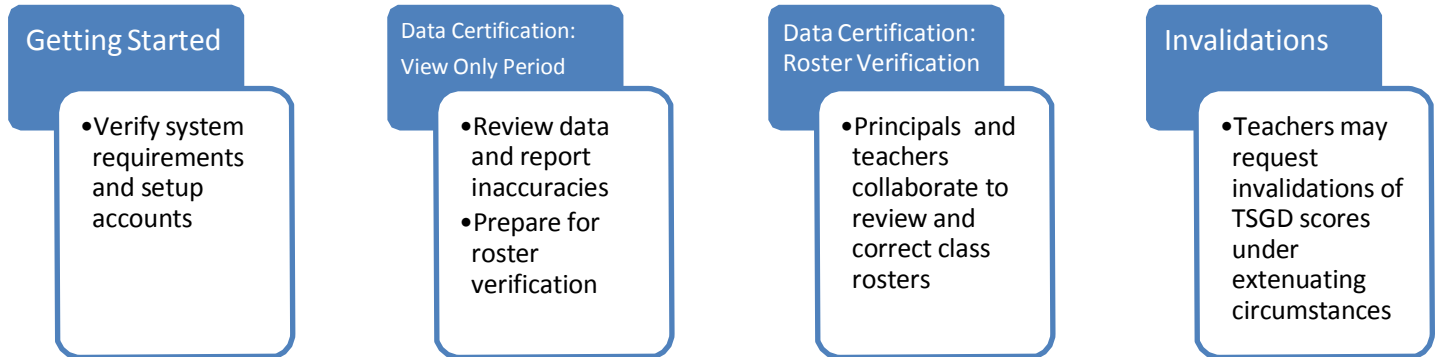 Getting Started
•Verify system
requirements
and setup
accounts
Data Certification:
View Only Period
•Review data
and report
inaccuracies
•Prepare for
roster
verification
Data Certification:
Roster Verification
•Principals and
teachers
collaborate to
review and
correct class
rosters
Invalidations
•Teachers may
request
invalidations of
TSGD scores
under
extenuating
circumstances